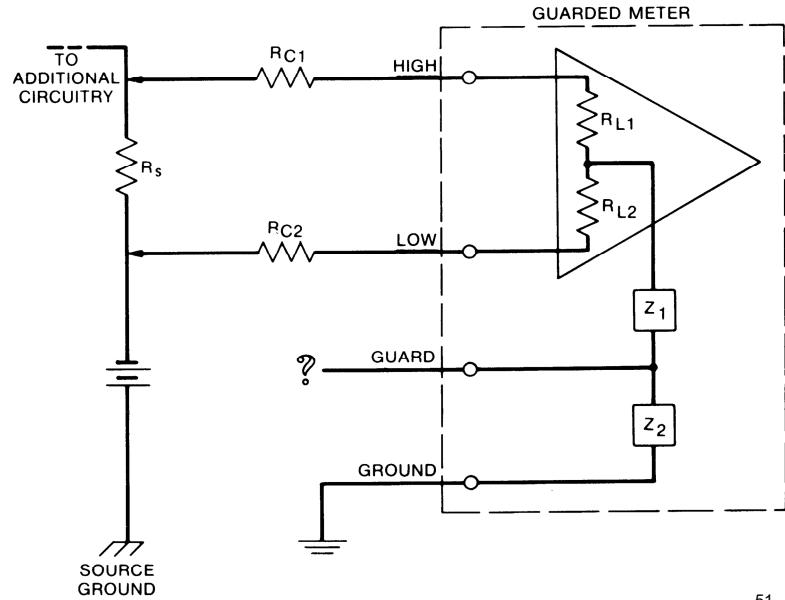 GUARDED METER
TO
ADDITIONAL
CIRCUITRY
RC1
HIGH
RL1
Rs
RL2
RC2
LOW
Z1
?
GUARD
Z2
GROUND
SOURCE
GROUND
51